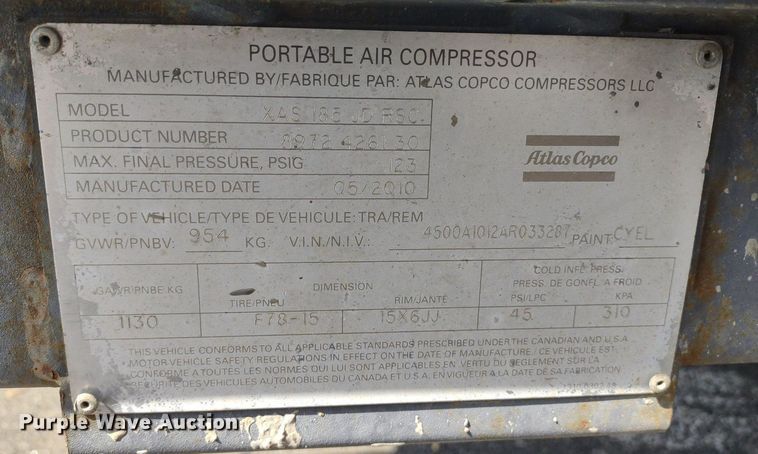 PORTABLE AIR COMPRESSOR
MANUFACTURED BY/FABRIQUE PAR: ATLAS COPCO COMPRESSORS LLC
MODEL XAS 185 JD RSC
PRODUCT NUMBER 8972 4261 30
MAX. FINAL PRESSURE, PSIG 123
MANUFACTURED DATE 05/2010
Atlas Copco
TYPE OF VEHICLE/TYPE DE VEHICULE: TRA/REM
GVWR/PNBV: 954 KG. V.I.N./N.I.V.: 4500A1012AR033287 PAINT: CYEL
GAWR/PNBE KG DIMENSION COLD INFL. PRESS.
PRESS. DE GONFL. A FROID
TIRE/PNEU RIM/JANTE PSI/LPC KPA
1130 F78-15 15X6JJ 45 310
THIS VEHICLE CONFORMS TO ALL APPLICABLE STANDARDS PRESCRIBED UNDER THE CANADIAN AND U.S.A.
MOTOR VEHICLE SAFETY REGULATIONS IN EFFECT ON THE DATE OF MANUFACTURE / CE VEHICULE EST
CONFORME A TOUTES LES NORMES QUI LUI SONT APPLICABLES EN VERTU DU REGLEMENT SUR LA
SECURITE DES VEHICULES AUTOMOBILES DU CANADA ET U.S.A. EN VIGUEUR A LA DATE DE SA FABRICATION
Purple Wave Auction